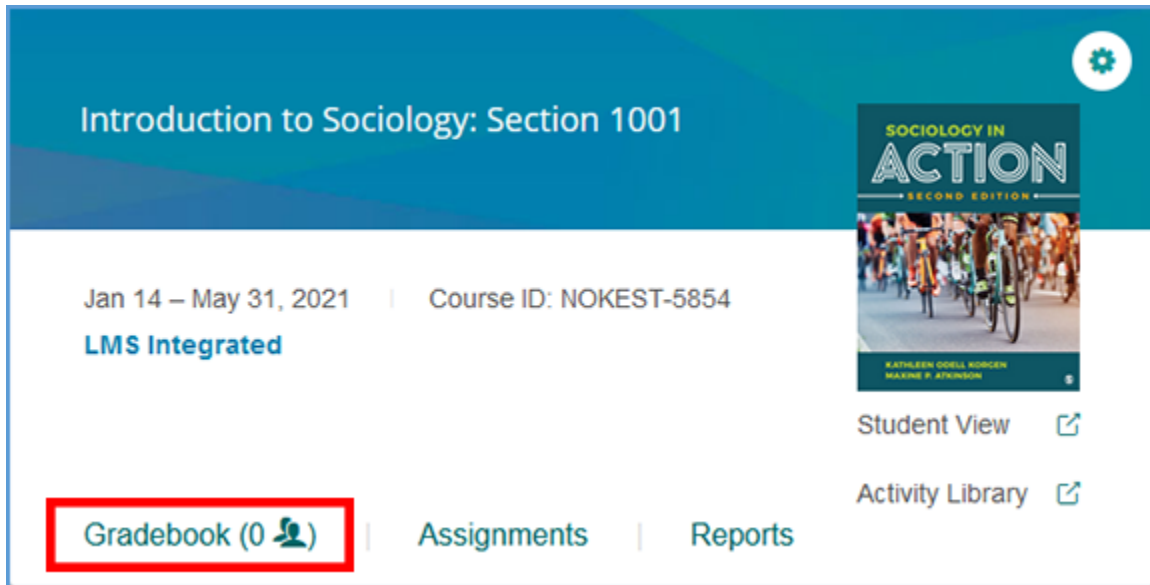 Introduction to Sociology: Section 1001
SOCIOLOGY IN
ACTION
SECOND EDITION
KATHLEEN ODELL KORGEN
MAXINE P. ATKINSON
Jan 14 – May 31, 2021 Course ID: NOKEST-5854
LMS Integrated
Student View
Activity Library
Gradebook (0 ) | Assignments | Reports